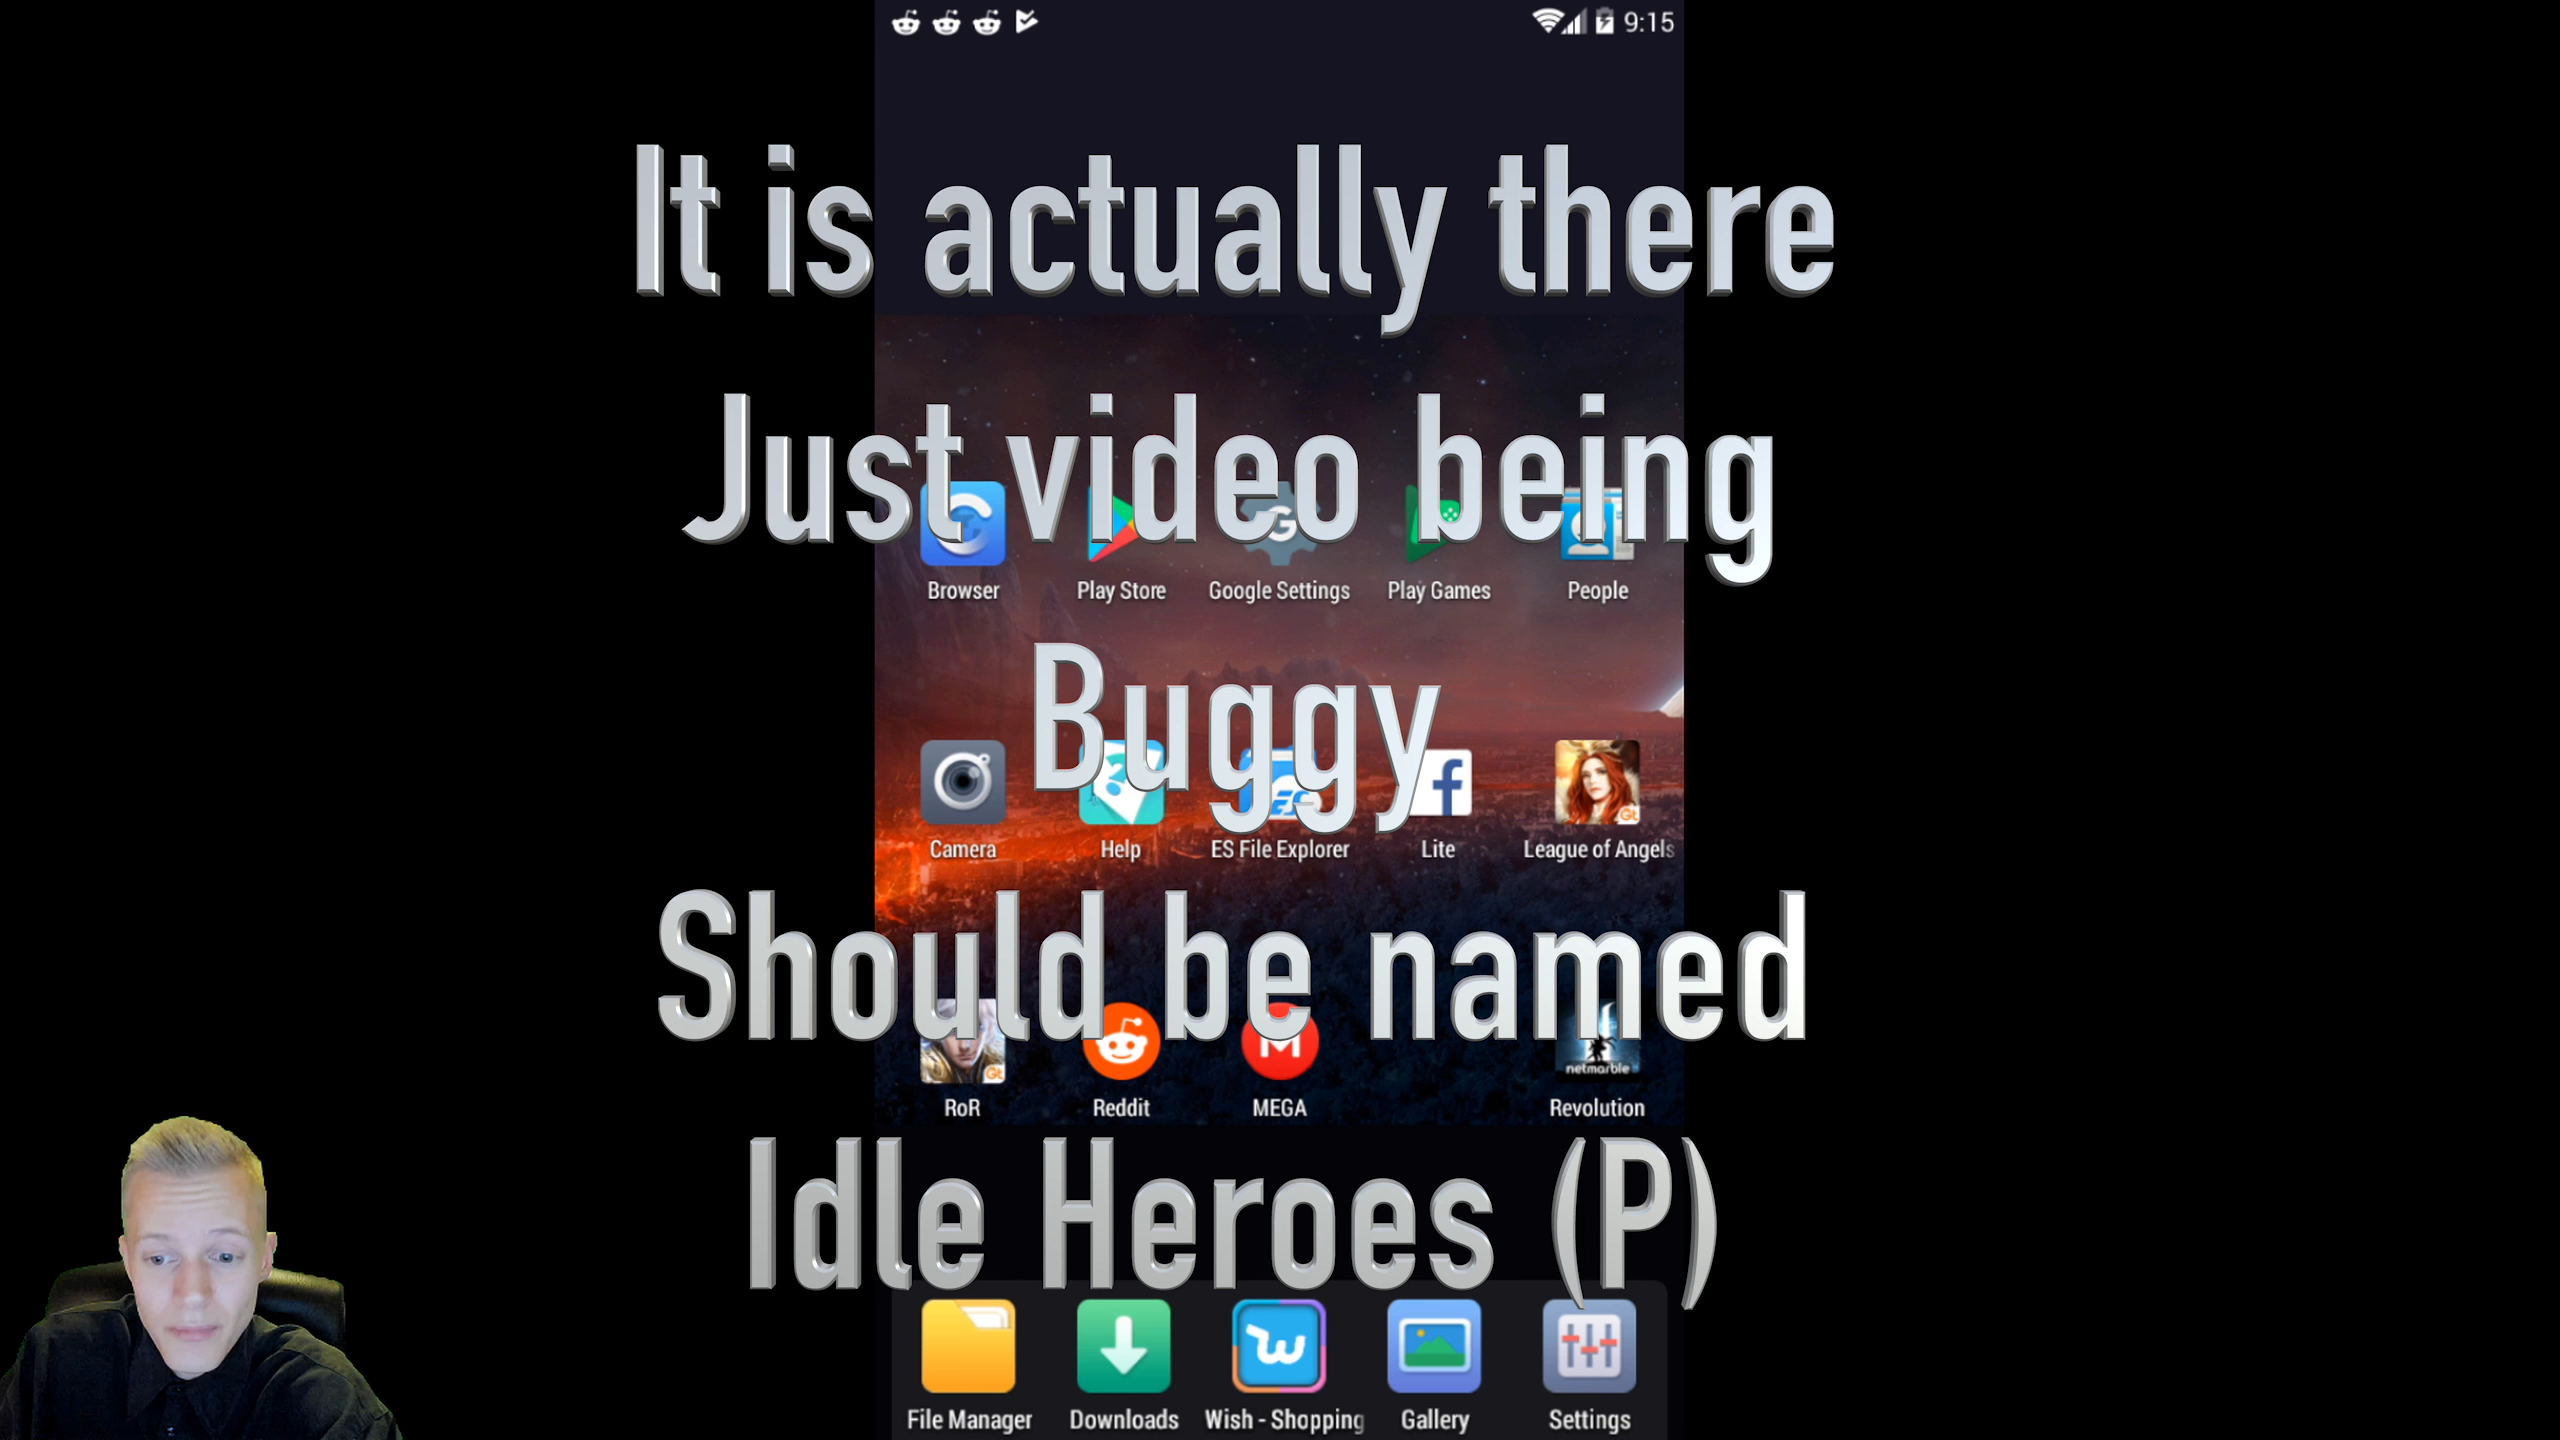 9:15
It is actually there
Just video being
Browser Play Store Google Settings Play Games People
Buggy
Camera Help ES File Explorer Lite League of Angels
Should be named
netmarble
RoR Reddit MEGA Revolution
Idle Heroes (P)
File Manager Downloads Wish - Shopping Gallery Settings